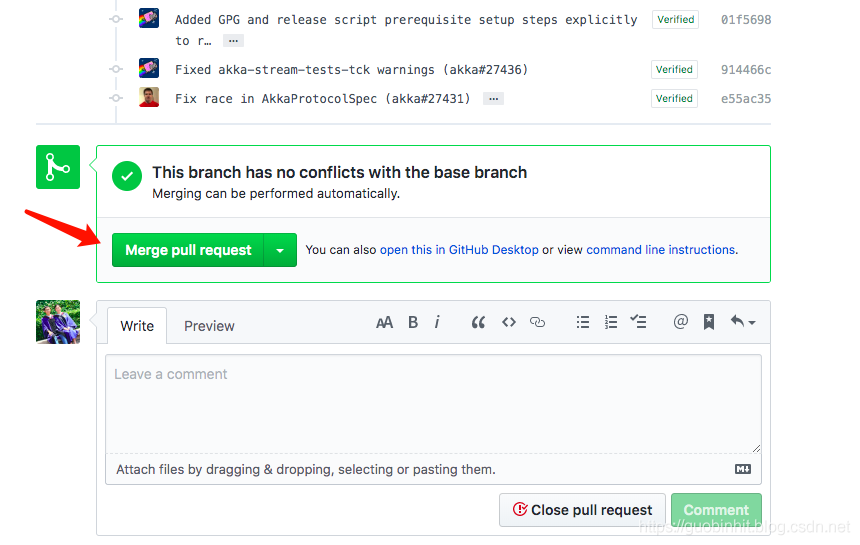 Added GPG and release script prerequisite setup steps explicitly Verified 01f5698
to r… …
Fixed akka-stream-tests-tck warnings (akka#27436) Verified 914466c
Fix race in AkkaProtocolSpec (akka#27431) … Verified e55ac35
This branch has no conflicts with the base branch
Merging can be performed automatically.
Merge pull request You can also open this in GitHub Desktop or view command line instructions.
Write Preview AA B i
Leave a comment
Attach files by dragging & dropping, selecting or pasting them.
Close pull request Comment
https://guobinhit.blog.csdn.net